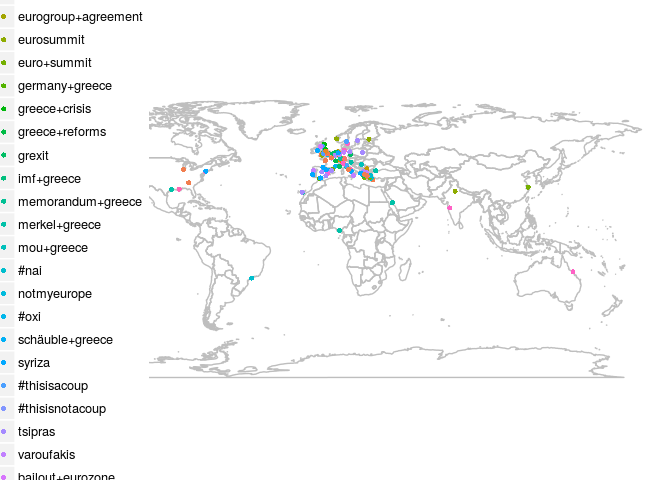 eurogroup+agreement
eurosummit
euro+summit
germany+greece
greece+crisis
greece+reforms
grexit
imf+greece
memorandum+greece
merkel+greece
mou+greece
#nai
notmyeurope
#oxi
schäuble+greece
syriza
#thisisacoup
#thisisnotacoup
tsipras
varoufakis
bailout+eurozone